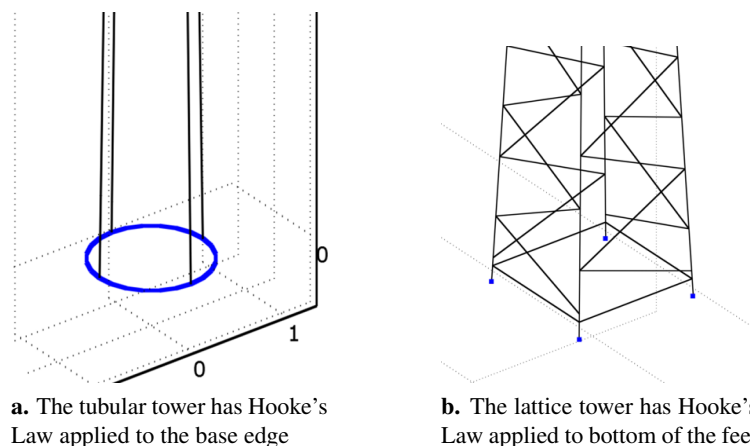 0
1
0
a. The tubular tower has Hooke's
Law applied to the base edge
b. The lattice tower has Hooke's
Law applied to bottom of the fee